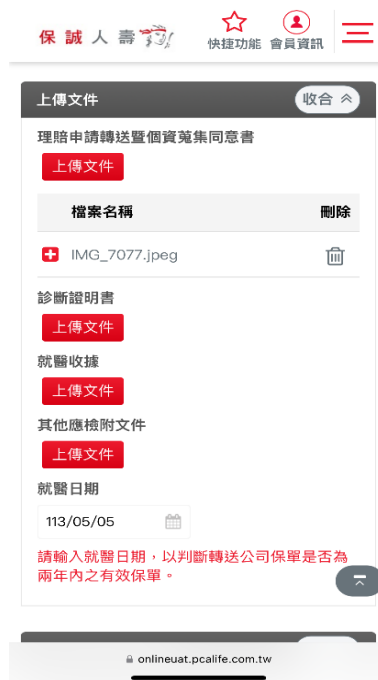 保誠人壽
快捷功能 會員資訊
上傳文件 收合
理賠申請轉送暨個資蒐集同意書
上傳文件
檔案名稱 刪除
IMG_7077.jpeg
診斷證明書
上傳文件
就醫收據
上傳文件
其他應檢附文件
上傳文件
就醫日期
113/05/05
請輸入就醫日期，以判斷轉送公司保單是否為
兩年內之有效保單。
onlineuat.pcalife.com.tw